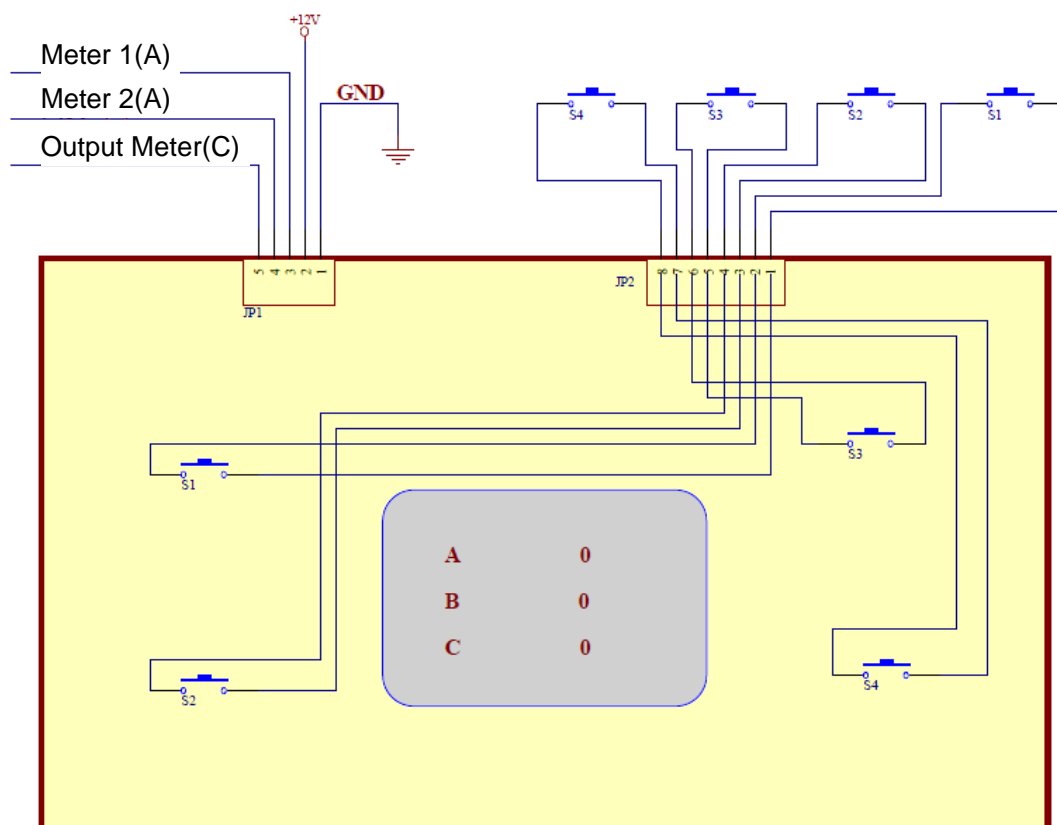 +12V
Meter 1(A)
Meter 2(A)
GND
Output Meter(C)
S4
S3
S2
S1
5 4 3 2 1
JP1
8 7 6 5 4 3 2 1
JP2
S3
S1
A 0
B 0
C 0
S4
S2